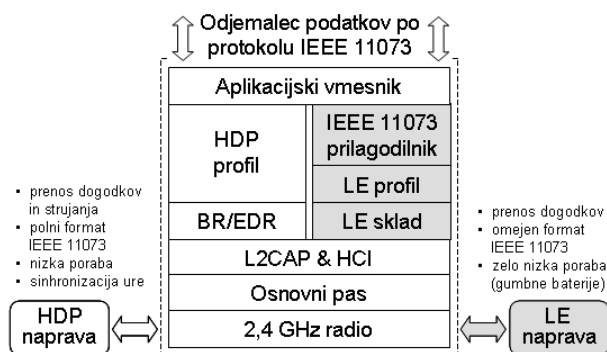 Odjemalec podatkov po
protokolu IEEE 11073
Aplikacijski vmesnik
HDP
profil
IEEE 11073
prilagodilnik
LE profil
BR/EDR
LE sklad
L2CAP & HCI
Osnovni pas
2,4 GHz radio
• prenos dogodkov
in strujanja
• polni format
IEEE 11073
• nizka poraba
• sinhronizacija ure
HDP
naprava
• prenos dogodkov
• omejen format
IEEE 11073
• zelo nizka poraba
(gumbne baterije)
LE
naprava